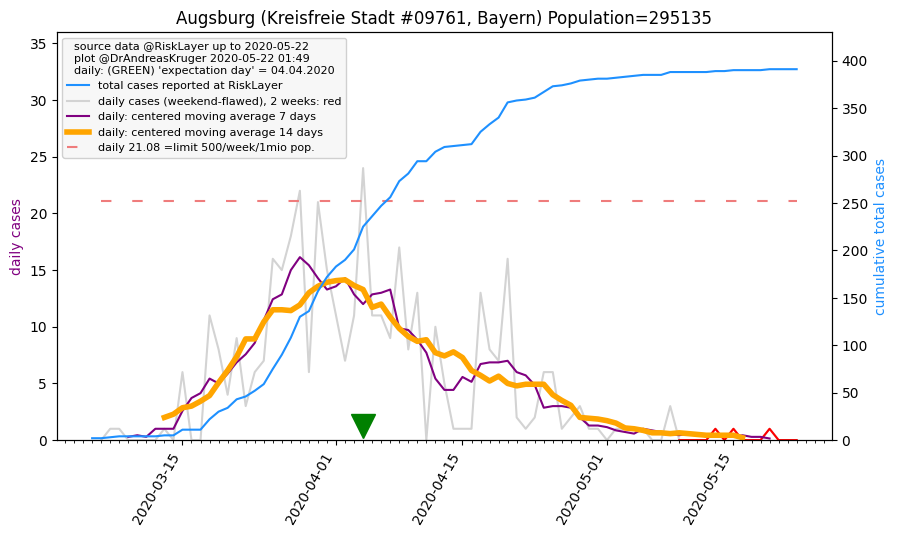 Augsburg (Kreisfreie Stadt #09761, Bayern) Population=295135
source data @RiskLayer up to 2020-05-22
plot @DrAndreasKruger 2020-05-22 01:49
daily: (GREEN) 'expectation day' = 04.04.2020
total cases reported at RiskLayer
daily cases (weekend-flawed), 2 weeks: red
daily: centered moving average 7 days
daily: centered moving average 14 days
daily 21.08 =limit 500/week/1mio pop.
daily cases
35
30
25
20
15
10
5
0
400
350
300
250
200
150
100
50
0
cumulative total cases
2020-03-15
2020-04-01
2020-04-15
2020-05-01
2020-05-15